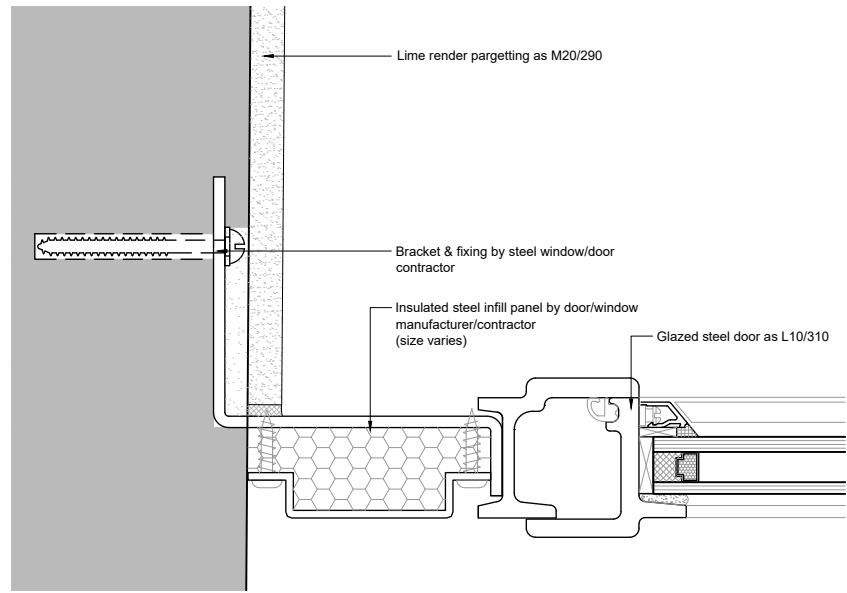 Lime render pargetting as M20/290
Bracket & fixing by steel window/door
contractor
Insulated steel infill panel by door/window
manufacturer/contractor
(size varies)
Glazed steel door as L10/310